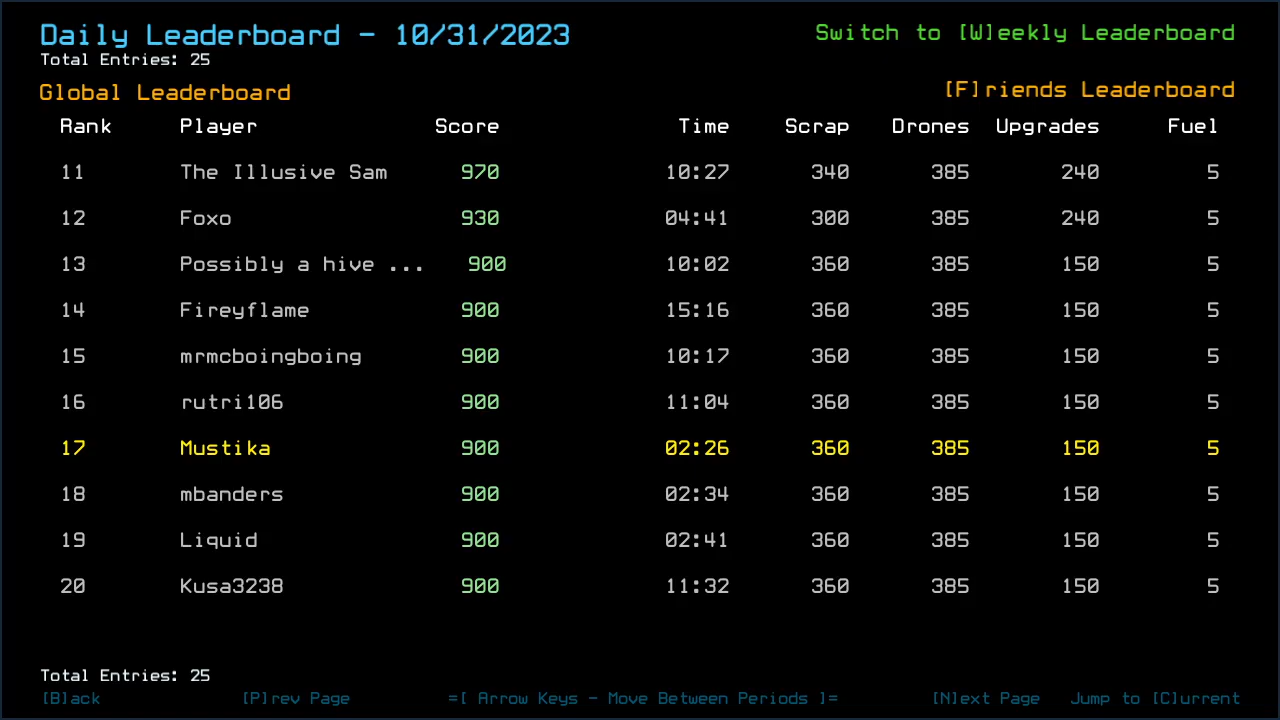 Daily Leaderboard - 10/31/2023 Switch to [W]eekly Leaderboard
Total Entries: 25
Global Leaderboard [F]riends Leaderboard
Rank Player Score Time Scrap Drones Upgrades Fuel
11 The Illusive Sam 970 10:27 340 385 240 5
12 Foxo 930 04:41 300 385 240 5
13 Possibly a hive ... 900 10:02 360 385 150 5
14 Fireyflame 900 15:16 360 385 150 5
15 mrmcboingboing 900 10:17 360 385 150 5
16 rutri106 900 11:04 360 385 150 5
17 Mustika 900 02:26 360 385 150 5
18 mbanders 900 02:34 360 385 150 5
19 Liquid 900 02:41 360 385 150 5
20 Kusa3238 900 11:32 360 385 150 5
Total Entries: 25
[B]ack [P]rev Page =[ Arrow Keys - Move Between Periods ]= [N]ext Page Jump to [C]urrent